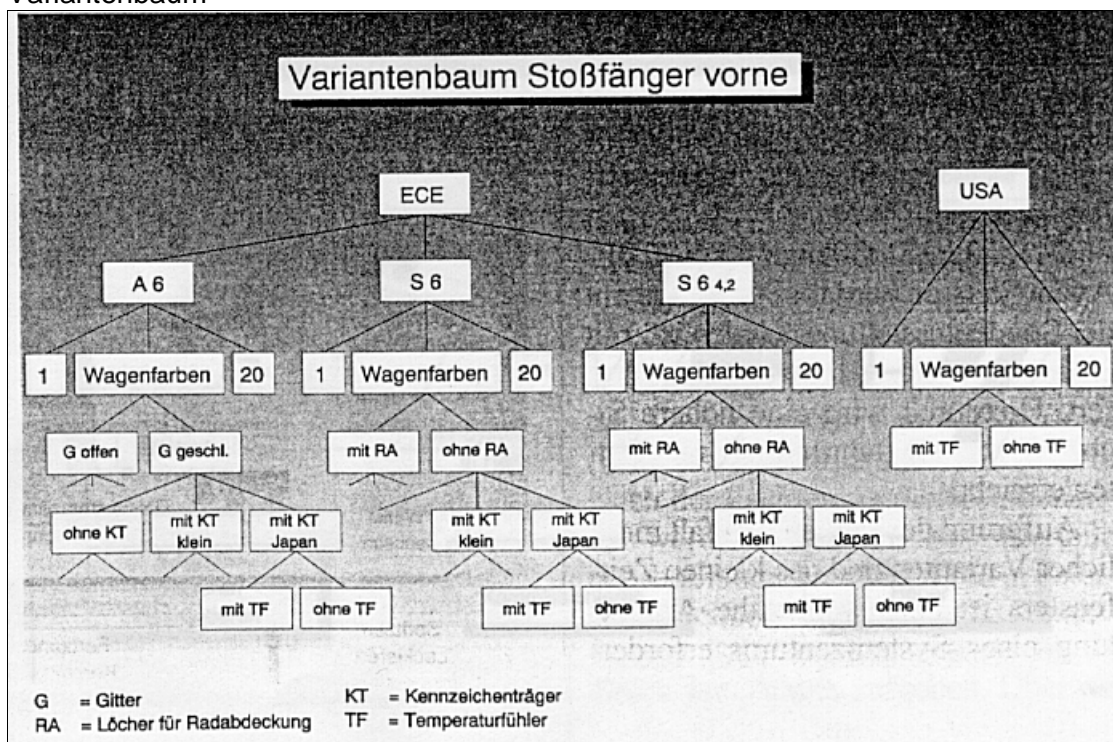 Variantenbaum
Variantenbaum Stoßfänger vorne
ECE
USA
A 6
S 6
S 6 4,2
1
Wagenfarben
20
1
Wagenfarben
20
1
Wagenfarben
20
1
Wagenfarben
20
G offen
G geschl.
mit RA
ohne RA
mit RA
ohne RA
mit TF
ohne TF
ohne KT
mit KT
klein
mit KT
Japan
mit KT
klein
mit KT
Japan
mit KT
klein
mit KT
Japan
mit TF
ohne TF
mit TF
ohne TF
mit TF
ohne TF
G = Gitter
RA = Löcher für Radabdeckung
KT = Kennzeichenträger
TF = Temperaturfühler